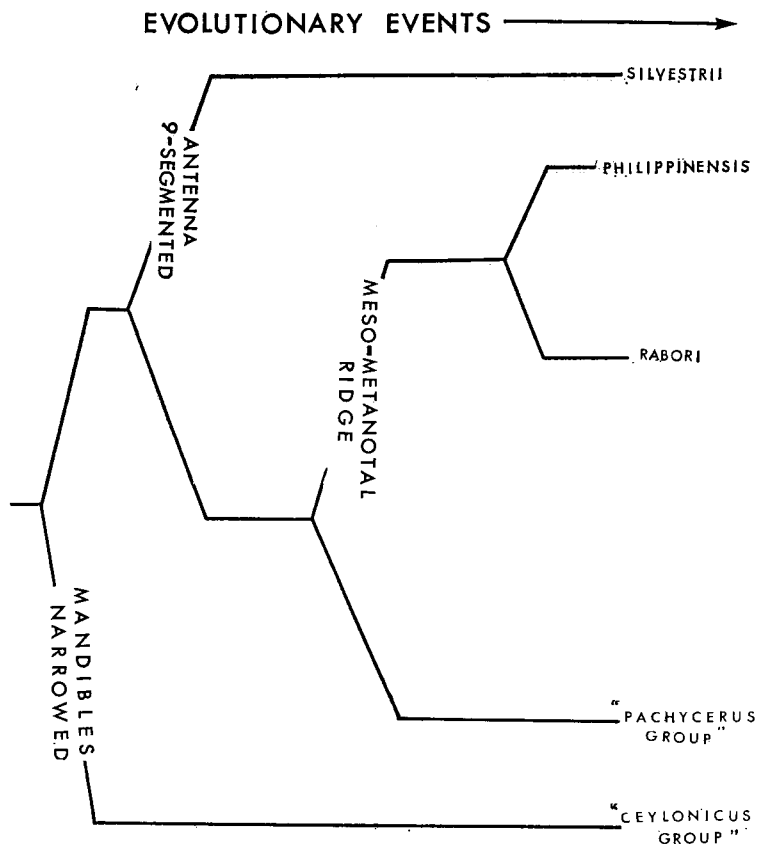 EVOLUTIONARY EVENTS
SILVESTRII
ANTENNA
9-SEGMENTED
PHILIPPINENSIS
MESO-METANOTAL
RIDGE
RABORI
MANDIBLES
NARROWED
"PACHYCERUS
GROUP"
"CEYLONICUS
GROUP"